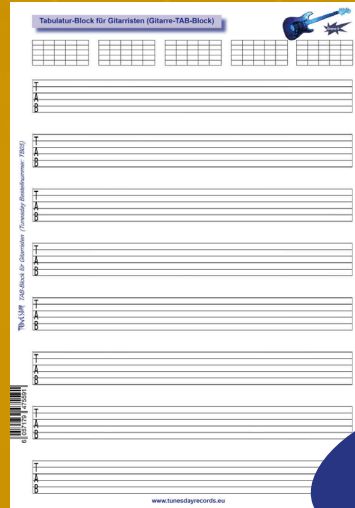 Tabulatur-Block für Gitarristen (Gitarre-TAB-Block)
T
A
B
T
A
B
T
A
B
T
A
B
T
A
B
T
A
B
T
A
B
T
A
TAB-Block für Gitarristen (Tunesday-Bestellnummer: TB05)
www.tunesdayrecords.eu